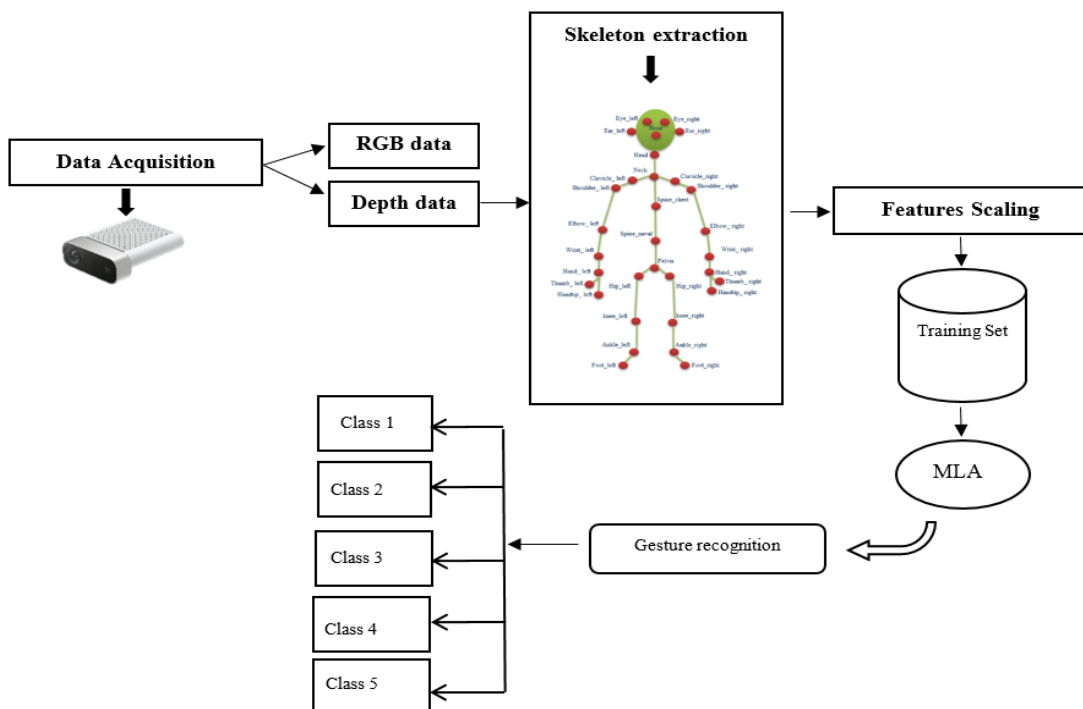 Skeleton extraction
Data Acquisition
RGB data
Depth data
Eye_left
Eye_right
Ear_left
Nose
Ear_right
Head
Neck
Clavicle_left
Clavicle_right
Shoulder_left
Shoulder_right
Spine_chest
Elbow_left
Elbow_right
Spine_naval
Wrist_left
Wrist_right
Pelvis
Hand_left
Hand_right
Thumb_left
Thumb_right
Handtip_left
Handtip_right
Hip_left
Hip_right
knee_left
knee_right
Ankle_left
Ankle_right
Foot_left
Foot_right
Features Scaling
Training Set
MLA
Gesture recognition
Class 1
Class 2
Class 3
Class 4
Class 5